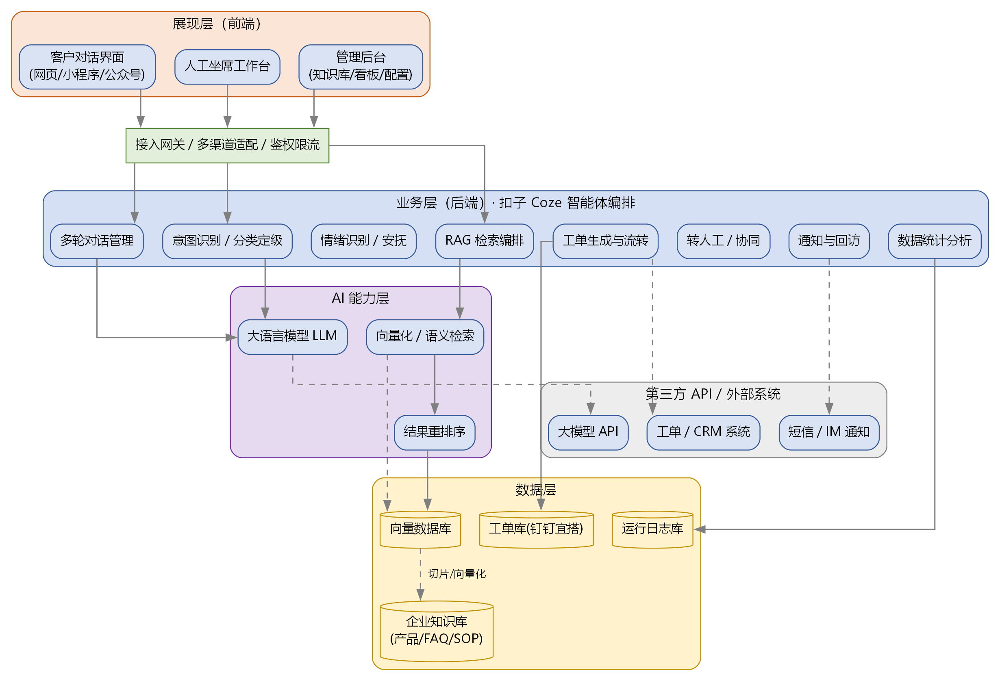 展现层（前端）
客户对话界面
(网页/小程序/公众号)
人工坐席工作台
管理后台
(知识库/看板/配置)
接入网关 / 多渠道适配 / 鉴权限流
业务层（后端）· 扣子 Coze 智能体编排
多轮对话管理
意图识别 / 分类定级
情绪识别 / 安抚
RAG 检索编排
工单生成与流转
转人工 / 协同
通知与回访
数据统计分析
AI 能力层
大语言模型 LLM
向量化 / 语义检索
结果重排序
第三方 API / 外部系统
大模型 API
工单 / CRM 系统
短信 / IM 通知
数据层
向量数据库
工单库(钉钉宜搭)
运行日志库
切片/向量化
企业知识库
(产品/FAQ/SOP)